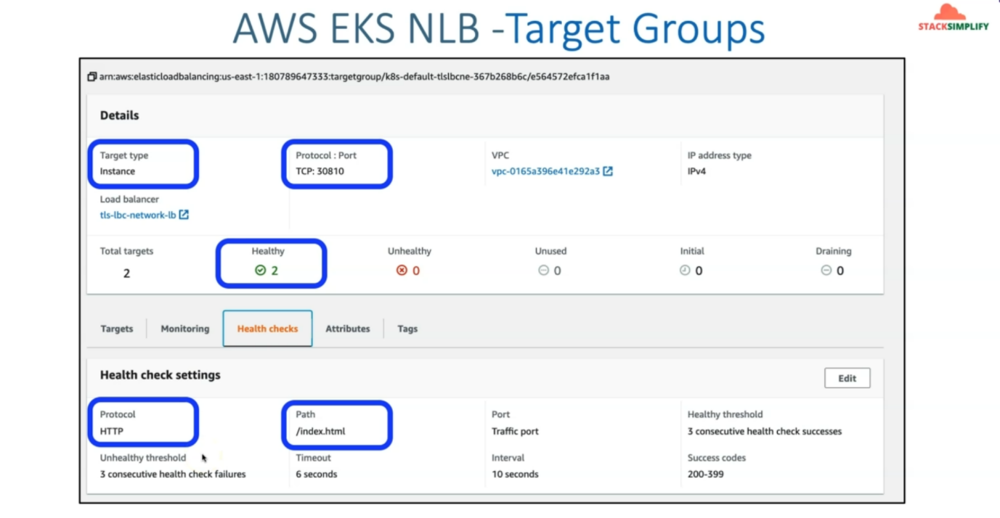 AWS EKS NLB -Target Groups
STACKSIMPLIFY
arn:aws:elasticloadbalancing:us-east-1:180789647333:targetgroup/k8s-default-tlslbcne-367b268b6c/e564572efca1f1aa
Details
Target type
Instance
Protocol : Port
TCP: 30810
VPC
vpc-0165a396e41e292a3
IP address type
IPv4
Load balancer
tls-lbc-network-lb
Total targets
2
Healthy
2
Unhealthy
0
Unused
0
Initial
0
Draining
0
Targets Monitoring Health checks Attributes Tags
Health check settings
Edit
Protocol
HTTP
Path
/index.html
Port
Traffic port
Healthy threshold
3 consecutive health check successes
Unhealthy threshold
3 consecutive health check failures
Timeout
6 seconds
Interval
10 seconds
Success codes
200-399